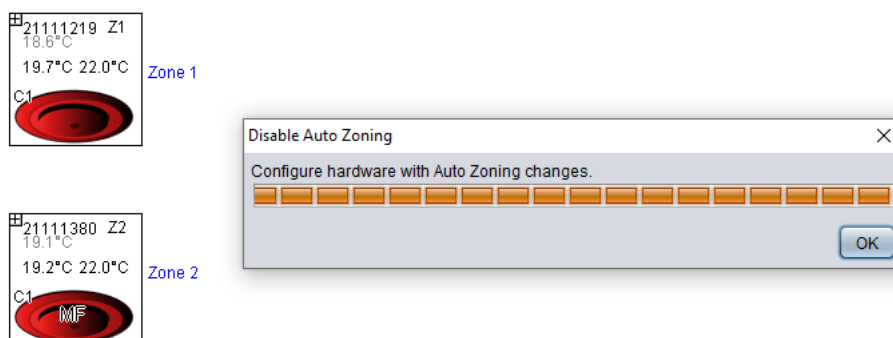 21111219 Z1
18.6°C
19.7°C 22.0°C
C1
Zone 1
Disable Auto Zoning
Configure hardware with Auto Zoning changes.
OK
21111380 Z2
19.1°C
19.2°C 22.0°C
C1
MF
Zone 2